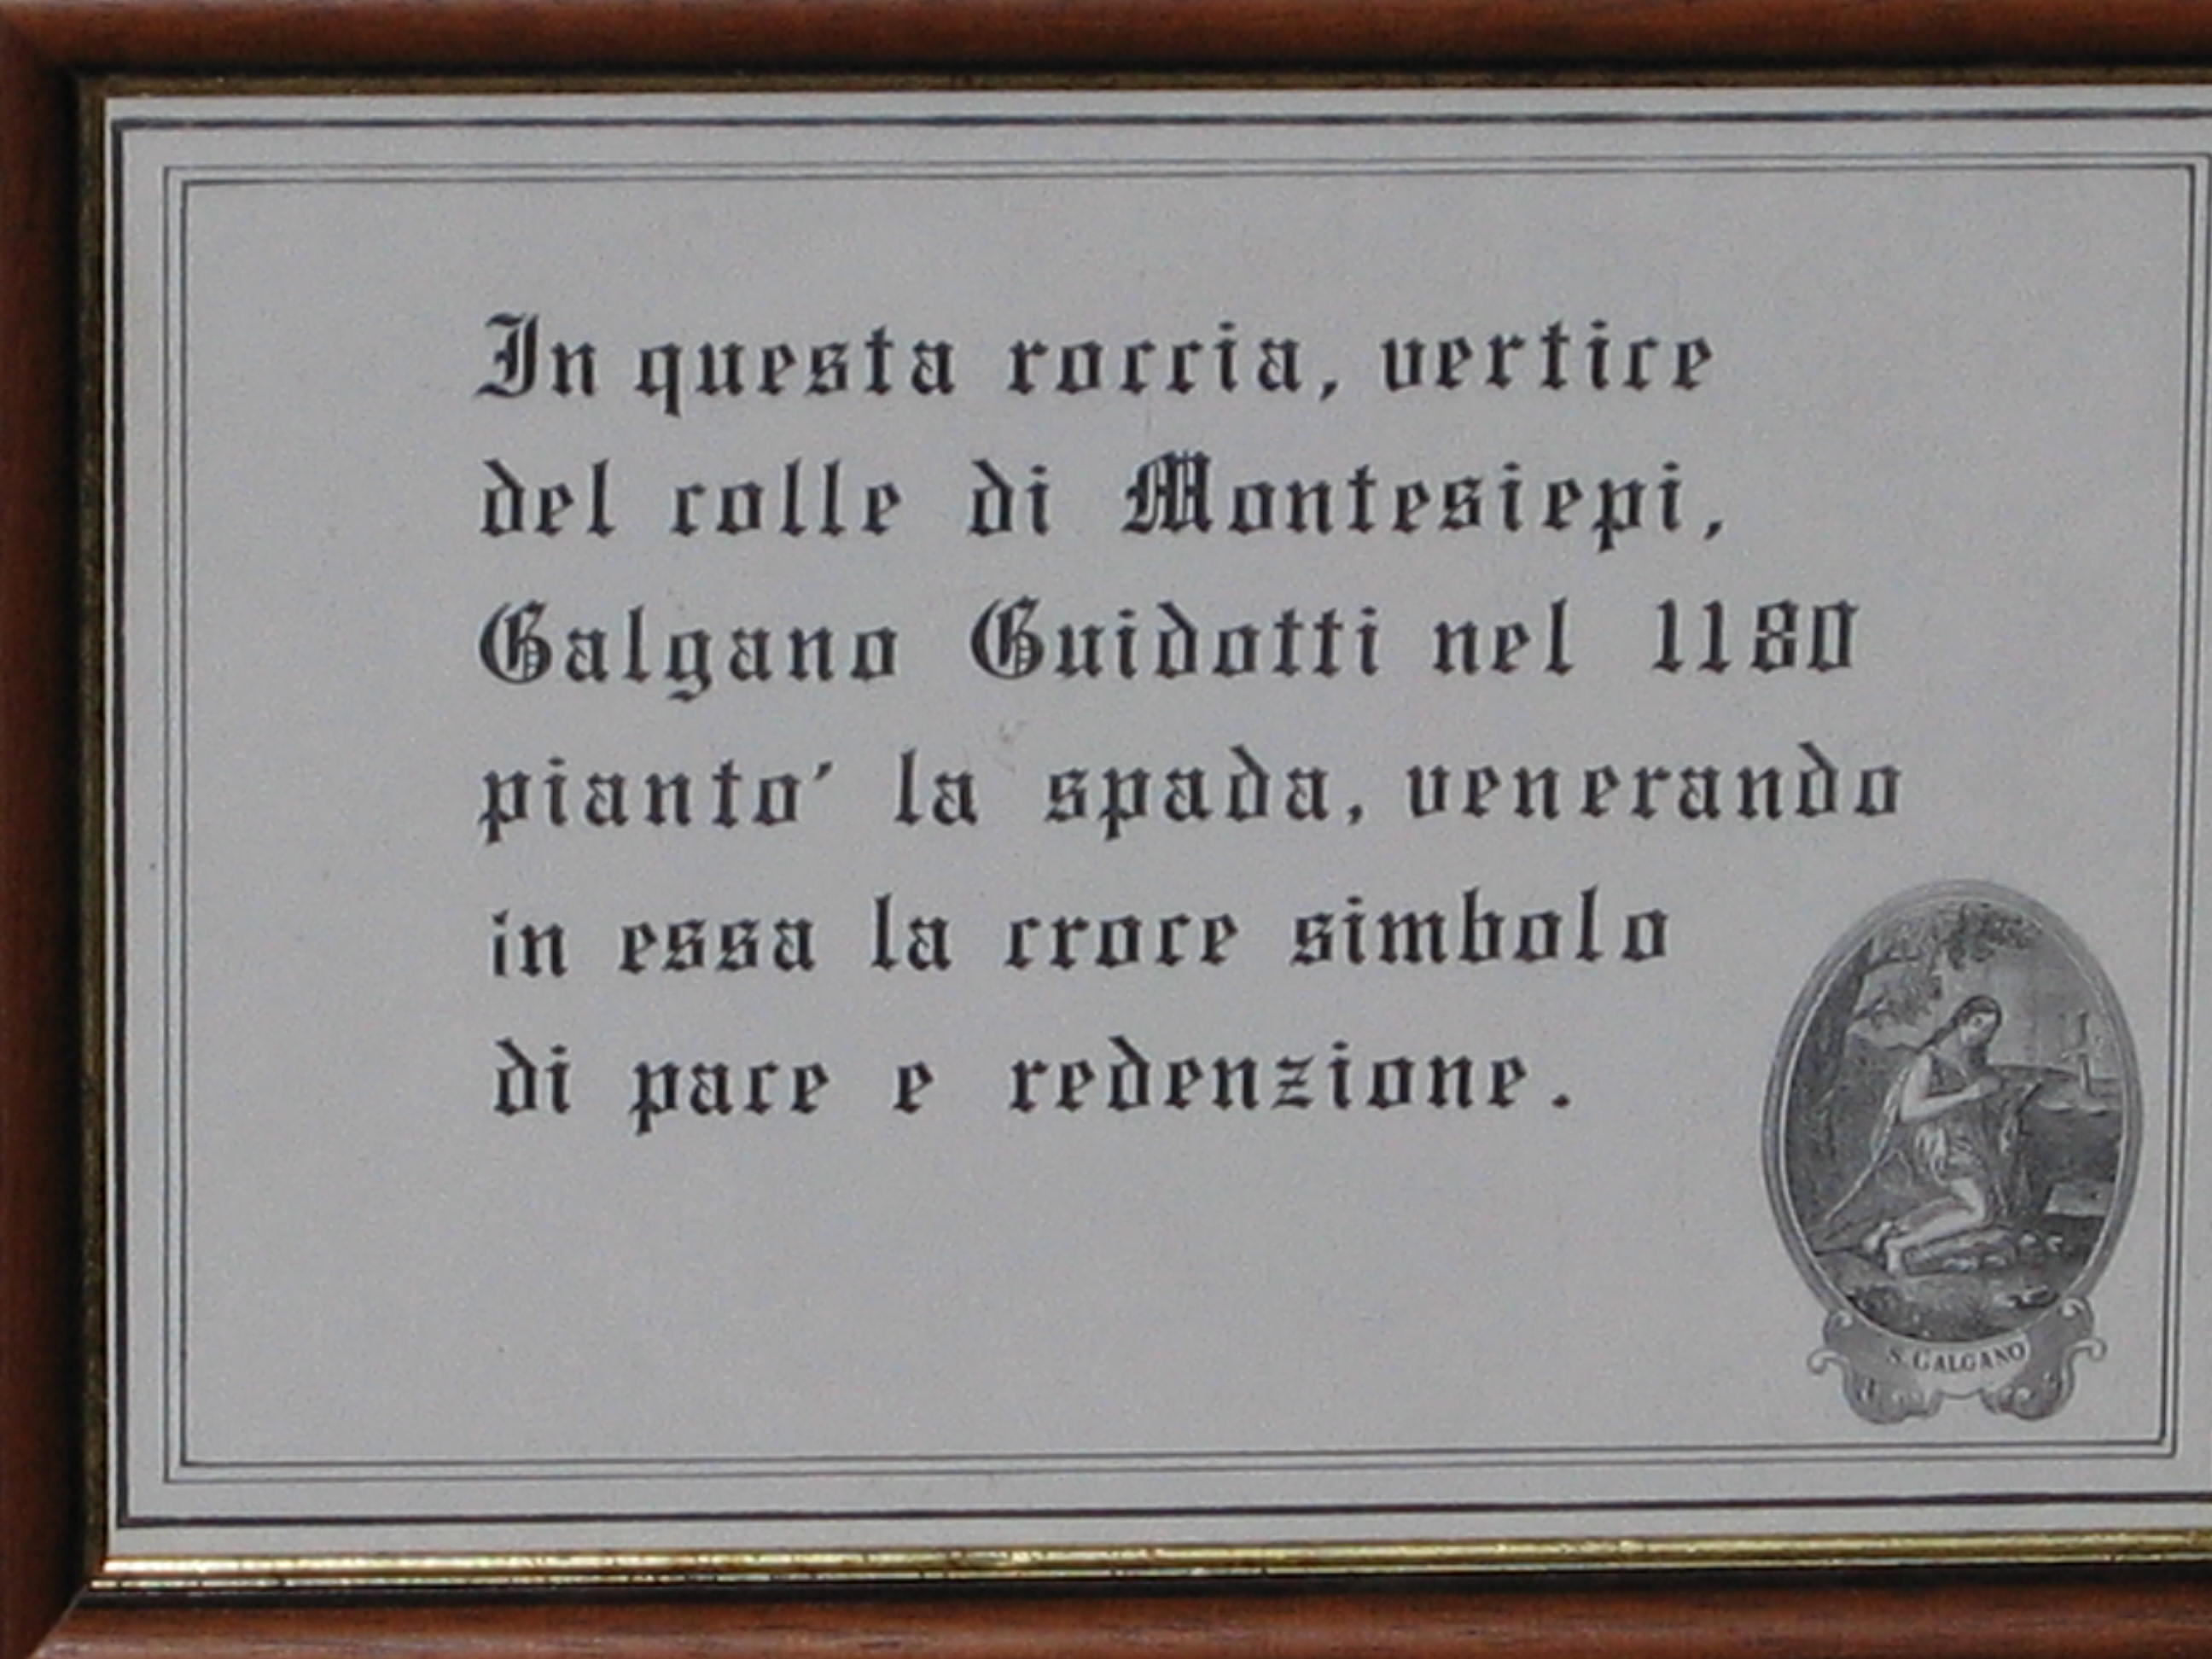 In questa roccia, vertice
del colle di Montesiepi,
Galgano Guidotti nel 1180
pianto' la spada, venerando
in essa la croce simbolo
di pace e redenzione.
S. GALGANO